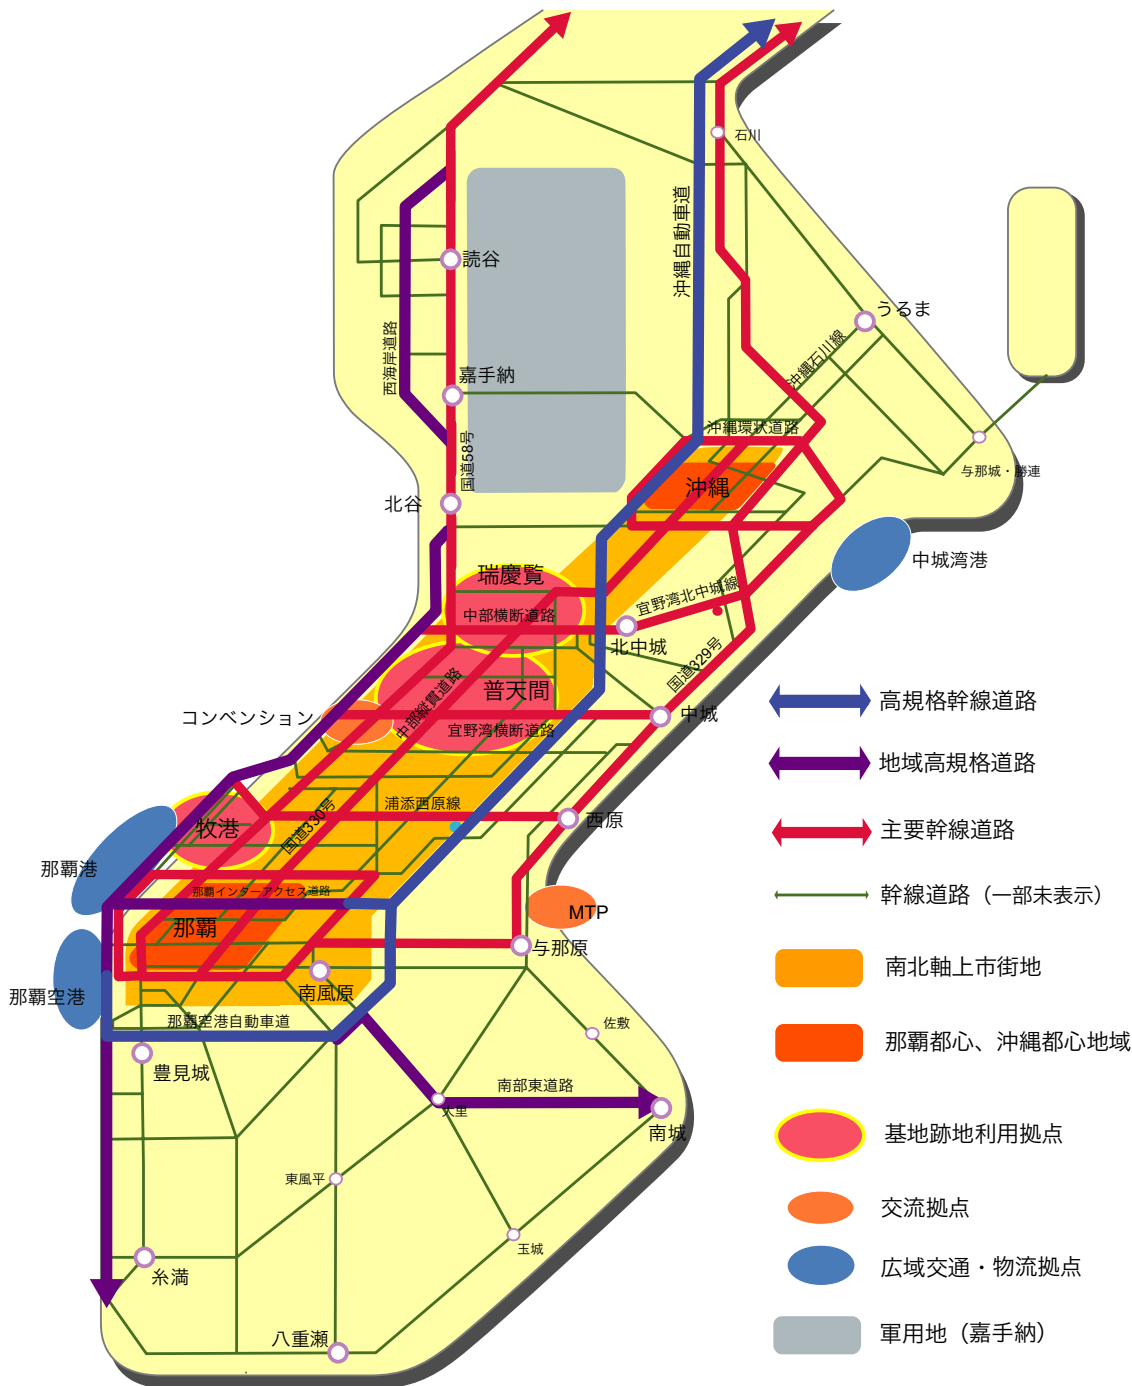 石川
沖縄自動車道
読谷
うるま
西海岸道路
沖縄石川線
嘉手納
沖縄環状道路
国道58号
与那城・勝連
沖縄
北谷
中城湾港
瑞慶覧
宜野湾北中城線
中部横断道路
北中城
国道329号
普天間
中部縦貫道路
中城
コンベンション
宜野湾横断道路
浦添西原線
西原
牧港
国道330号
那覇港
那覇インターアクセス道路
MTP
那覇
与那原
南風原
那覇空港
那覇空港自動車道
佐敷
豊見城
南部東道路
大里
南城
東風平
玉城
糸満
八重瀬
高規格幹線道路
地域高規格道路
主要幹線道路
幹線道路（一部未表示）
南北軸上市街地
那覇都心、沖縄都心地域
基地跡地利用拠点
交流拠点
広域交通・物流拠点
軍用地（嘉手納）